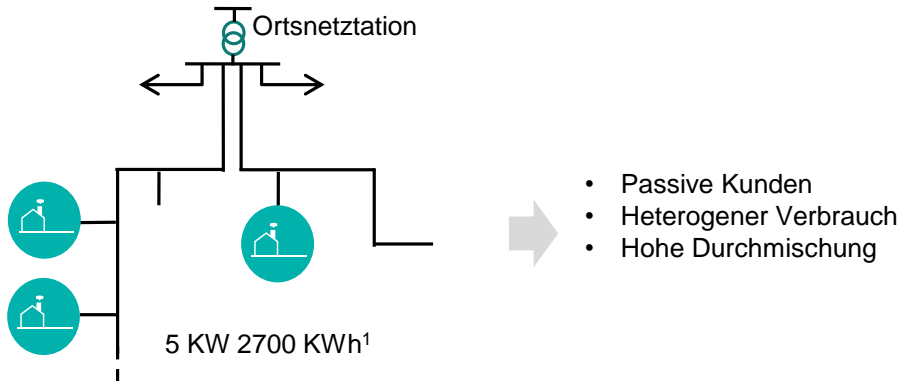 Ortsnetztation
• Passive Kunden
• Heterogener Verbrauch
• Hohe Durchmischung
5 KW 2700 KWh¹